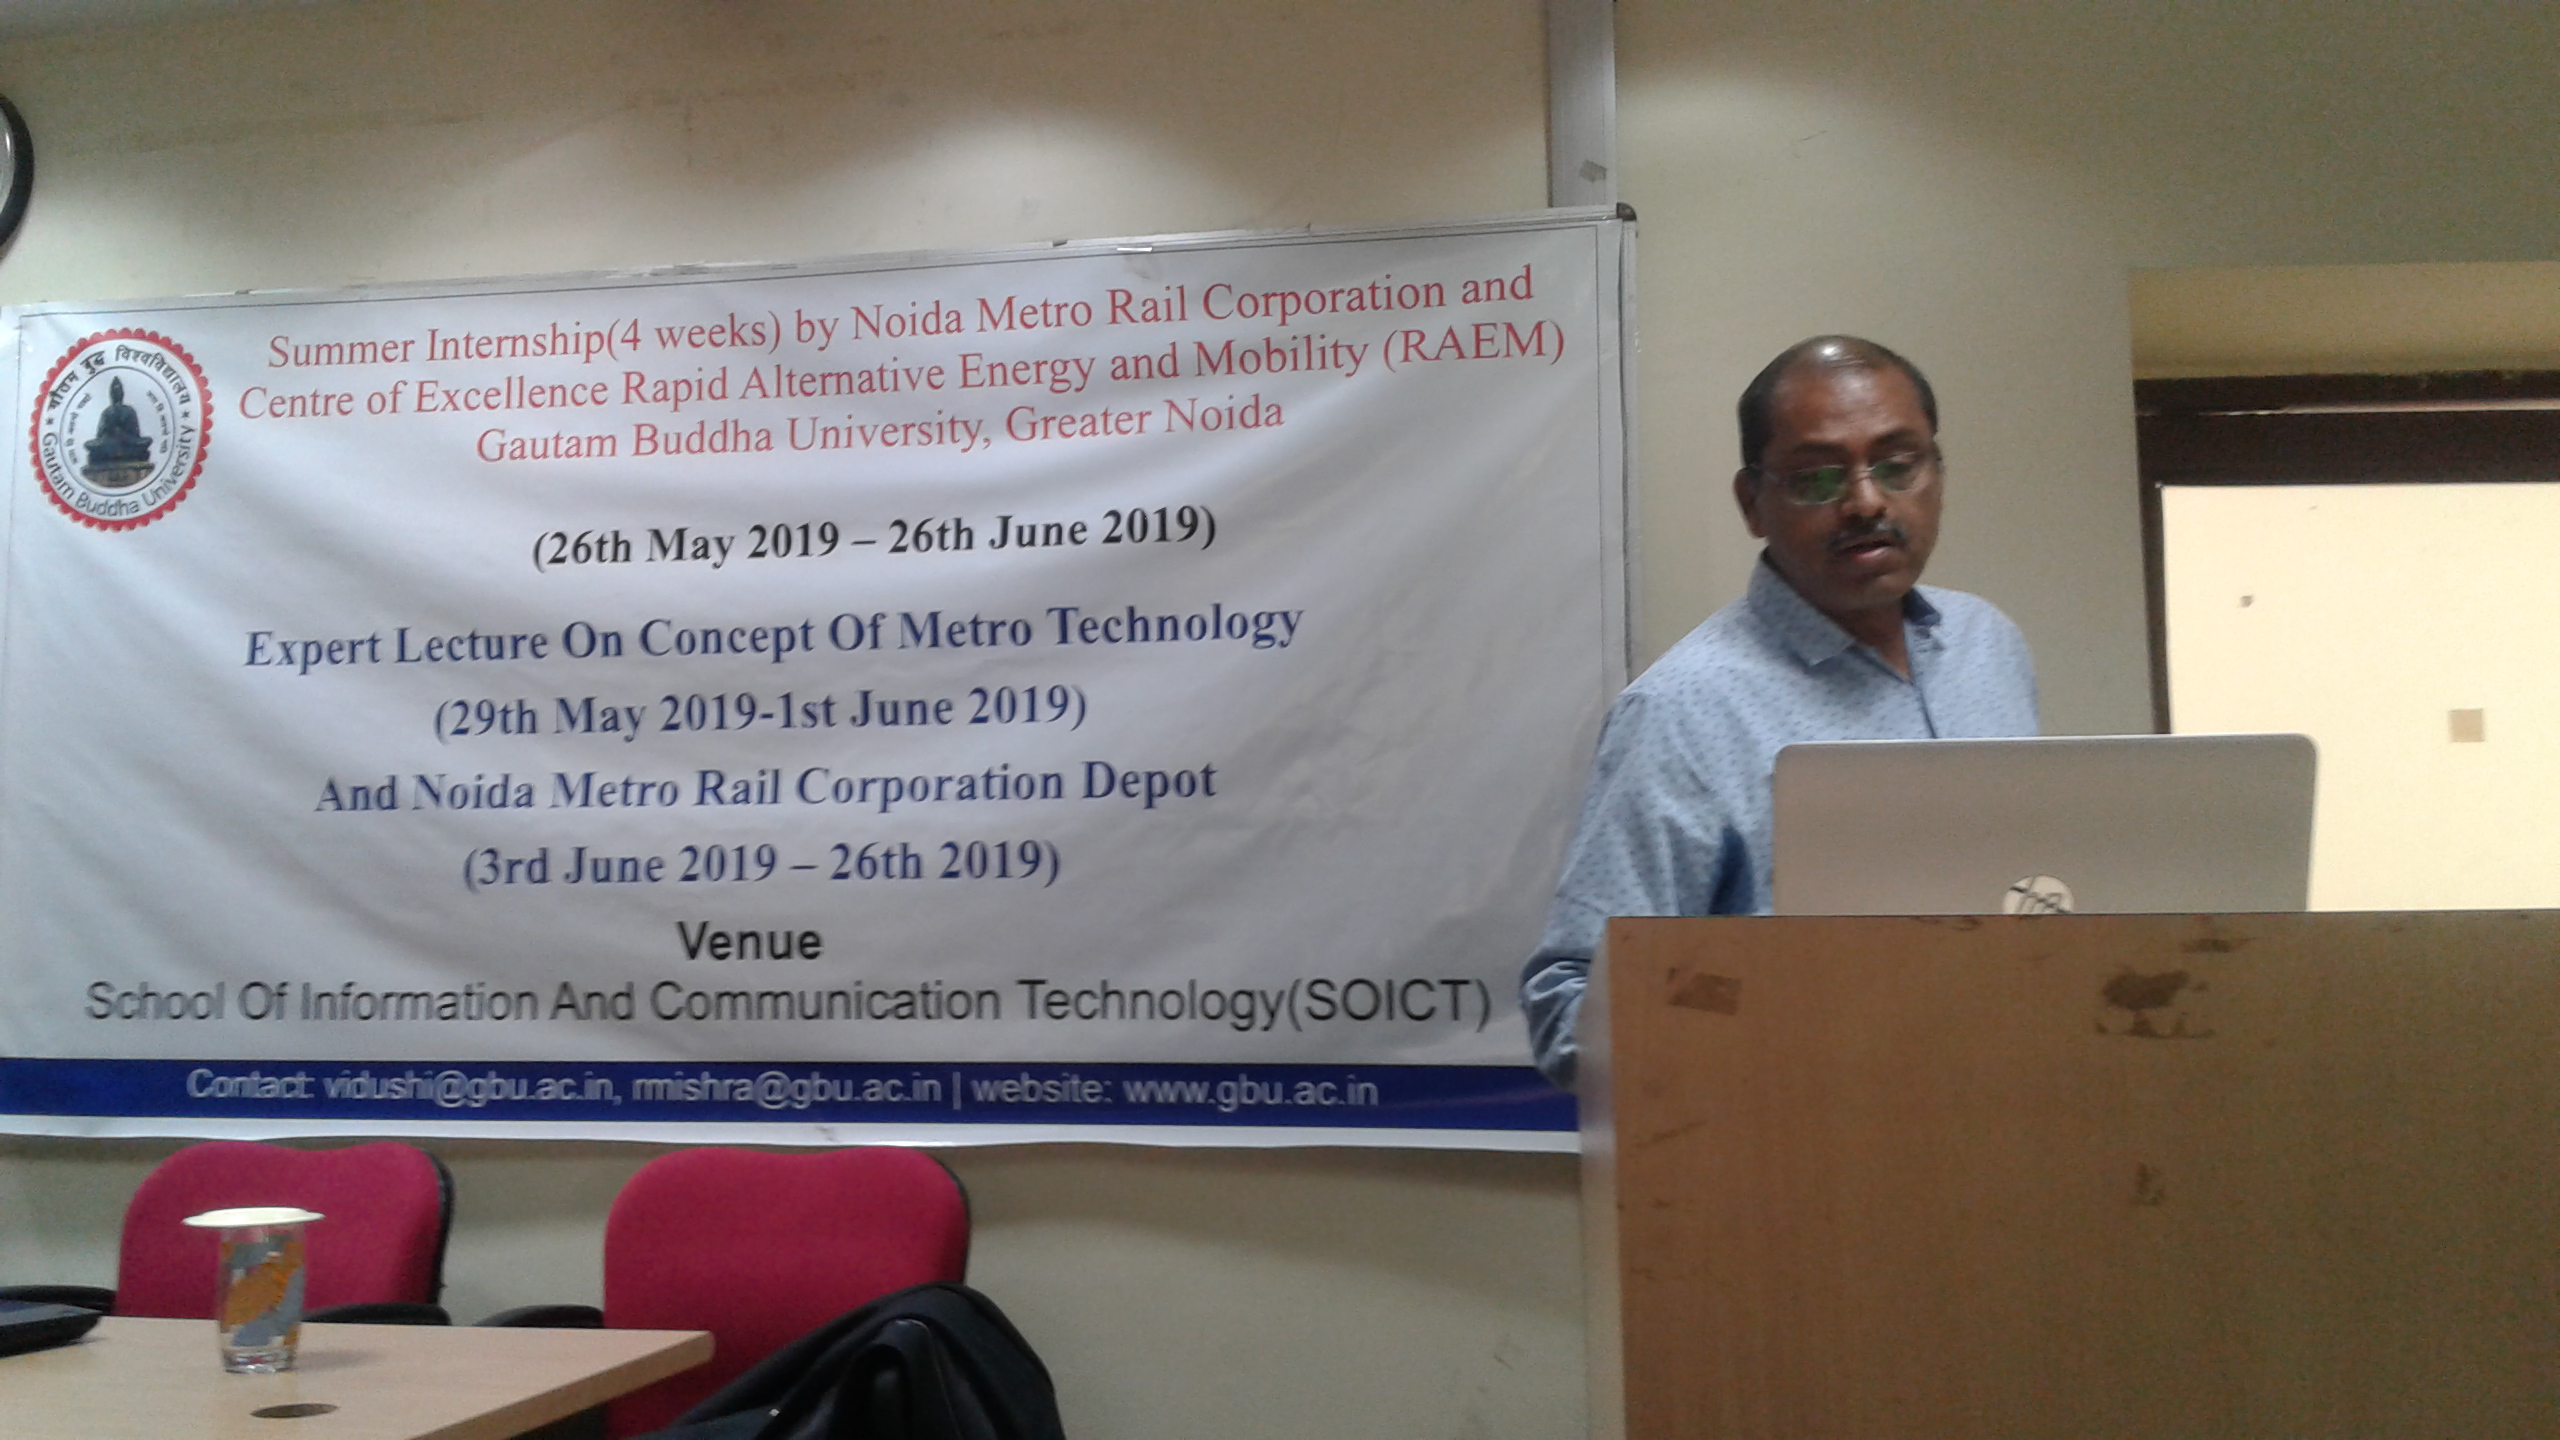 गौतम बुद्ध विश्वविद्यालय
Gautam Buddha University
Summer Internship(4 weeks) by Noida Metro Rail Corporation and
Centre of Excellence Rapid Alternative Energy and Mobility (RAEM)
Gautam Buddha University, Greater Noida
(26th May 2019 – 26th June 2019)
Expert Lecture On Concept Of Metro Technology
(29th May 2019-1st June 2019)
And Noida Metro Rail Corporation Depot
(3rd June 2019 – 26th 2019)
Venue
School Of Information And Communication Technology(SOICT)
Contact: vidushi@gbu.ac.in, rmishra@gbu.ac.in | website: www.gbu.ac.in